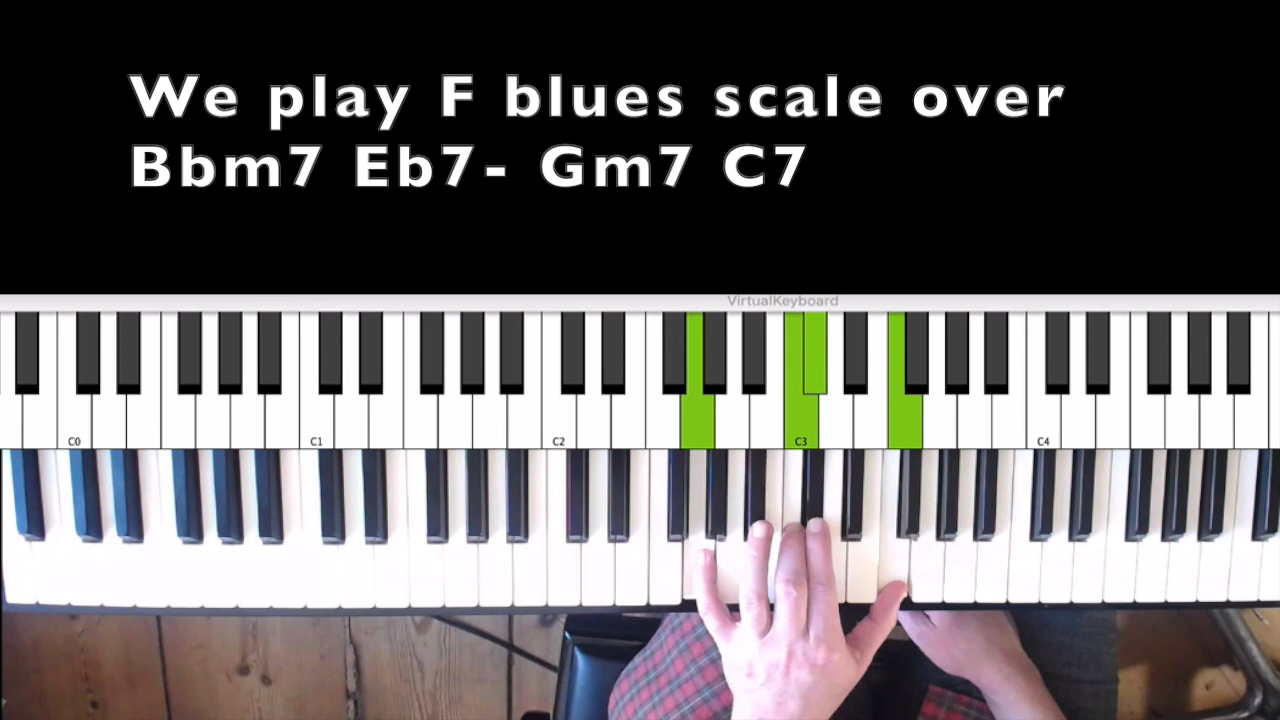 We play F blues scale over
Bbm7 Eb7- Gm7 C7
VirtualKeyboard
C0 C1 C2 C3 C4